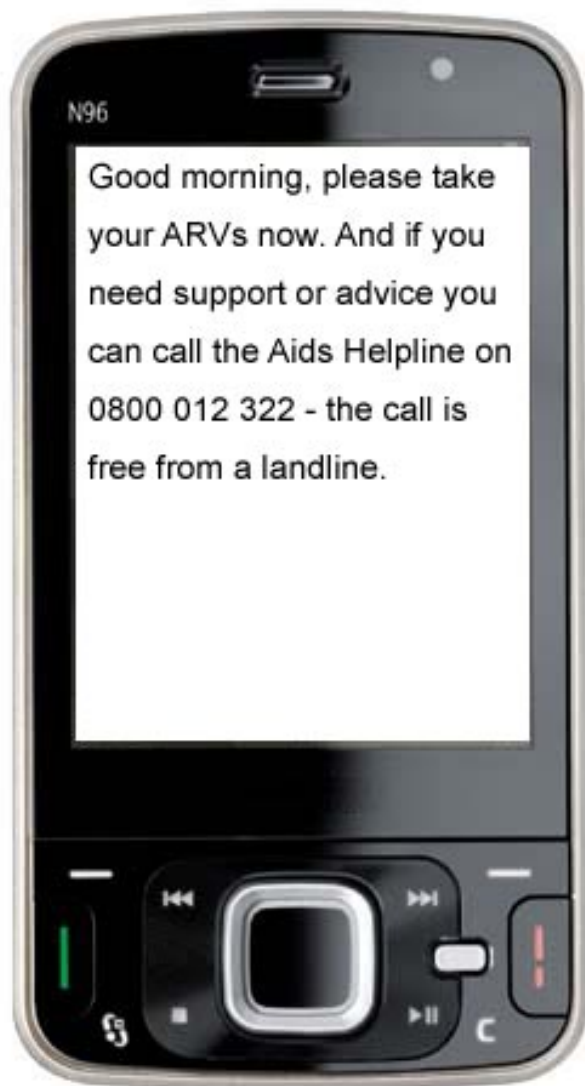 N96
Good morning, please take
your ARVs now. And if you
need support or advice you
can call the Aids Helpline on
0800 012 322 - the call is
free from a landline.
C